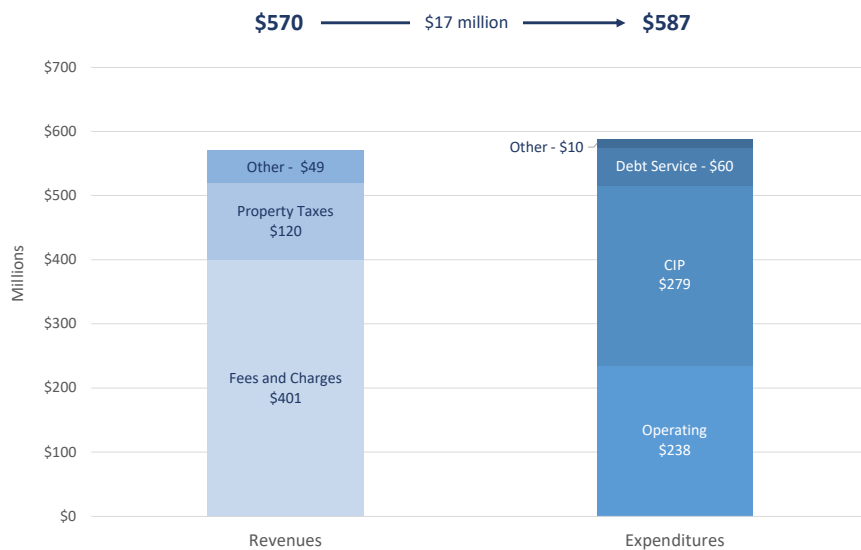 $570 $17 million $587
$700
$600
$500
$400
$300
$200
$100
$0
Millions
Other - $49
Property Taxes
$120
Fees and Charges
$401
Other - $10
Debt Service - $60
CIP
$279
Operating
$238
Revenues
Expenditures